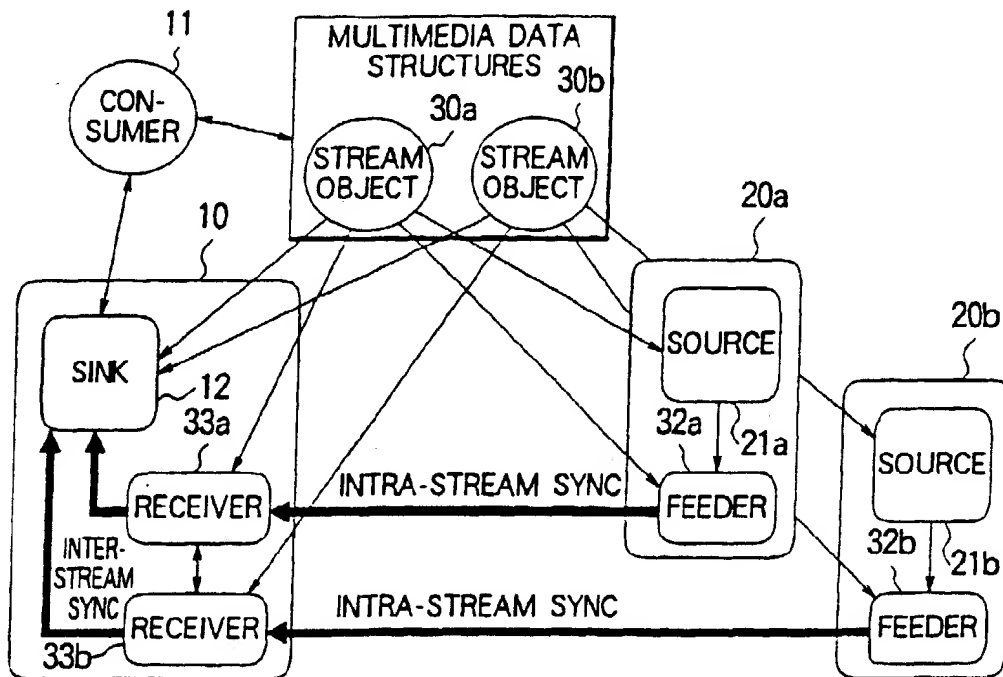 11
MULTIMEDIA DATA
STRUCTURES
30a
30b
CON-
SUMER
STREAM
OBJECT
STREAM
OBJECT
10
20a
SINK
12
SOURCE
20b
33a
32a
21a
SOURCE
RECEIVER
INTRA-STREAM SYNC
FEEDER
INTER-
STREAM
SYNC
32b
21b
RECEIVER
INTRA-STREAM SYNC
FEEDER
33b